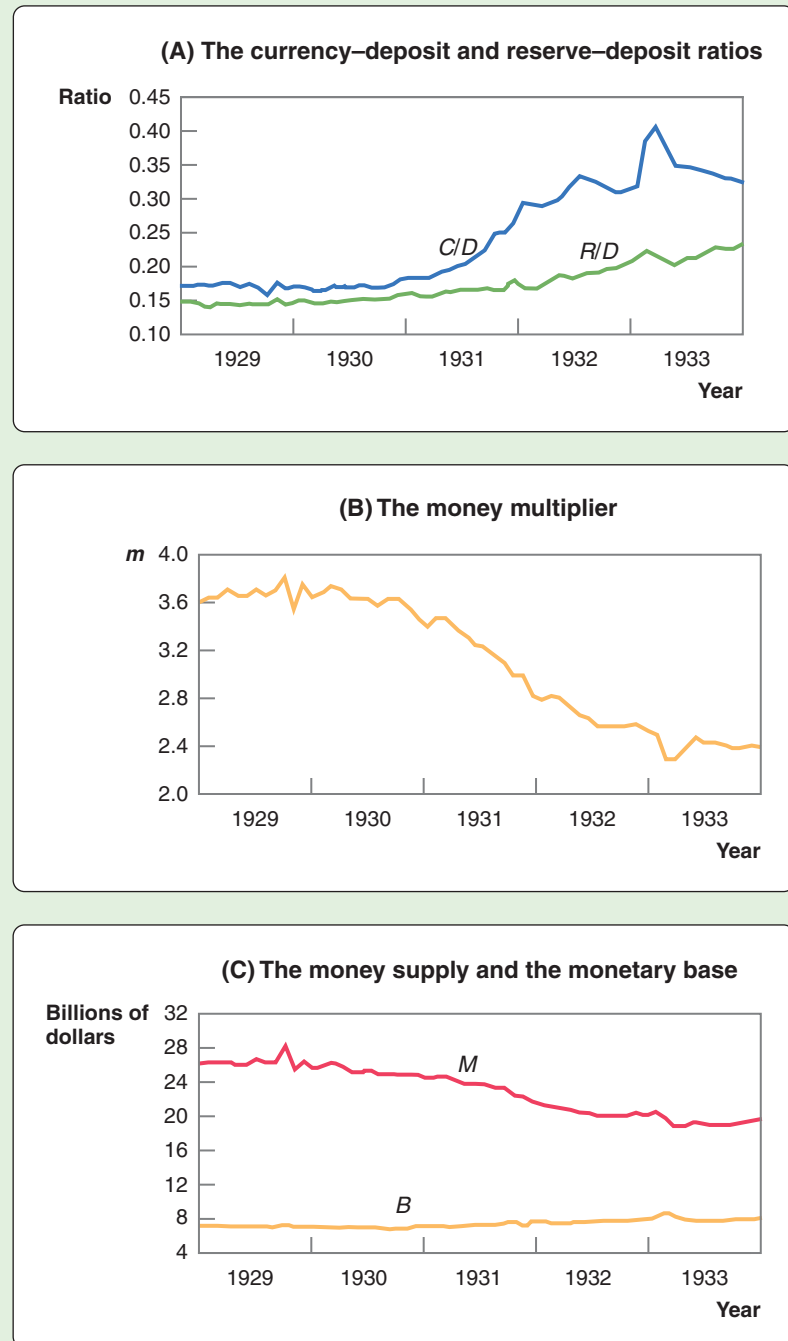 (A) The currency–deposit and reserve–deposit ratios
Ratio
0.45
0.40
0.35
0.30
0.25
0.20
0.15
0.10
C/D
R/D
1929 1930 1931 1932 1933
Year
(B) The money multiplier
m
4.0
3.6
3.2
2.8
2.4
2.0
1929 1930 1931 1932 1933
Year
(C) The money supply and the monetary base
Billions of
dollars
32
28
24
20
16
12
8
4
M
B
1929 1930 1931 1932 1933
Year